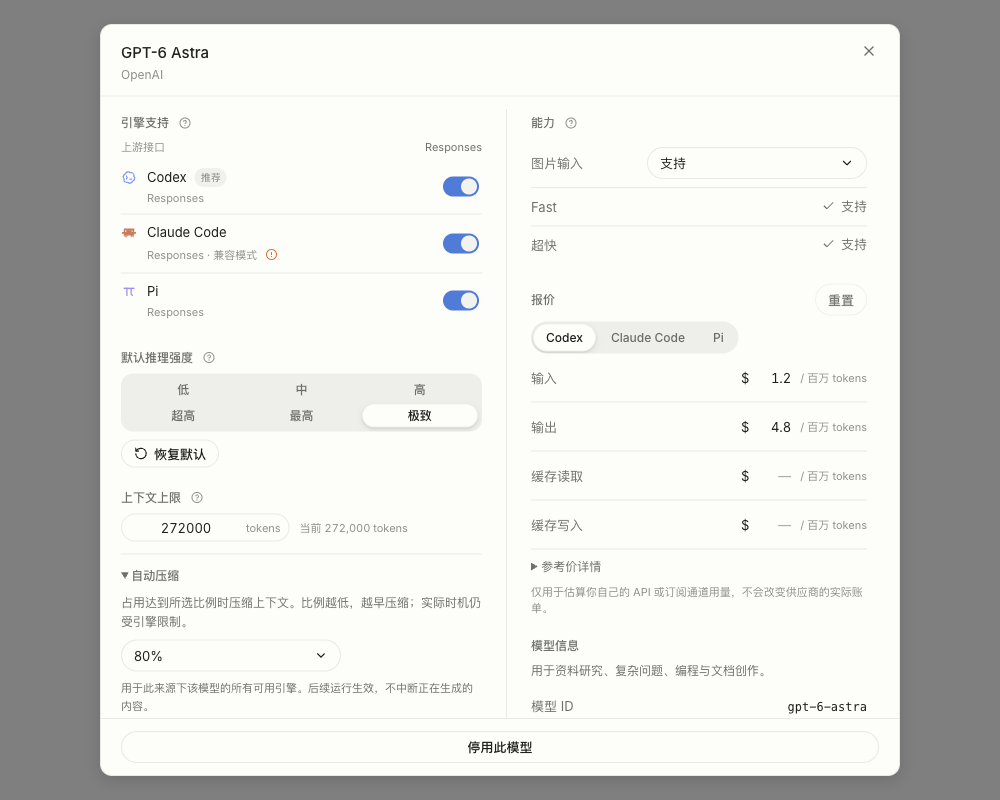 GPT-6 Astra
OpenAI
引擎支持
上游接口 Responses
Codex 推荐
Responses
Claude Code
Responses · 兼容模式
Pi
Responses
默认推理强度
低 中 高
超高 最高 极致
恢复默认
上下文上限
272000 tokens 当前 272,000 tokens
自动压缩
占用达到所选比例时压缩上下文。比例越低，越早压缩；实际时机仍
受引擎限制。
80%
用于此来源下该模型的所有可用引擎。后续运行生效，不中断正在生成的
内容。
能力
图片输入 支持
Fast 支持
超快 支持
报价 重置
Codex Claude Code Pi
输入 $ 1.2 / 百万 tokens
输出 $ 4.8 / 百万 tokens
缓存读取 $ — / 百万 tokens
缓存写入 $ — / 百万 tokens
参考价详情
仅用于估算你自己的 API 或订阅通道用量，不会改变供应商的实际账
单。
模型信息
用于资料研究、复杂问题、编程与文档创作。
模型 ID gpt-6-astra
停用此模型